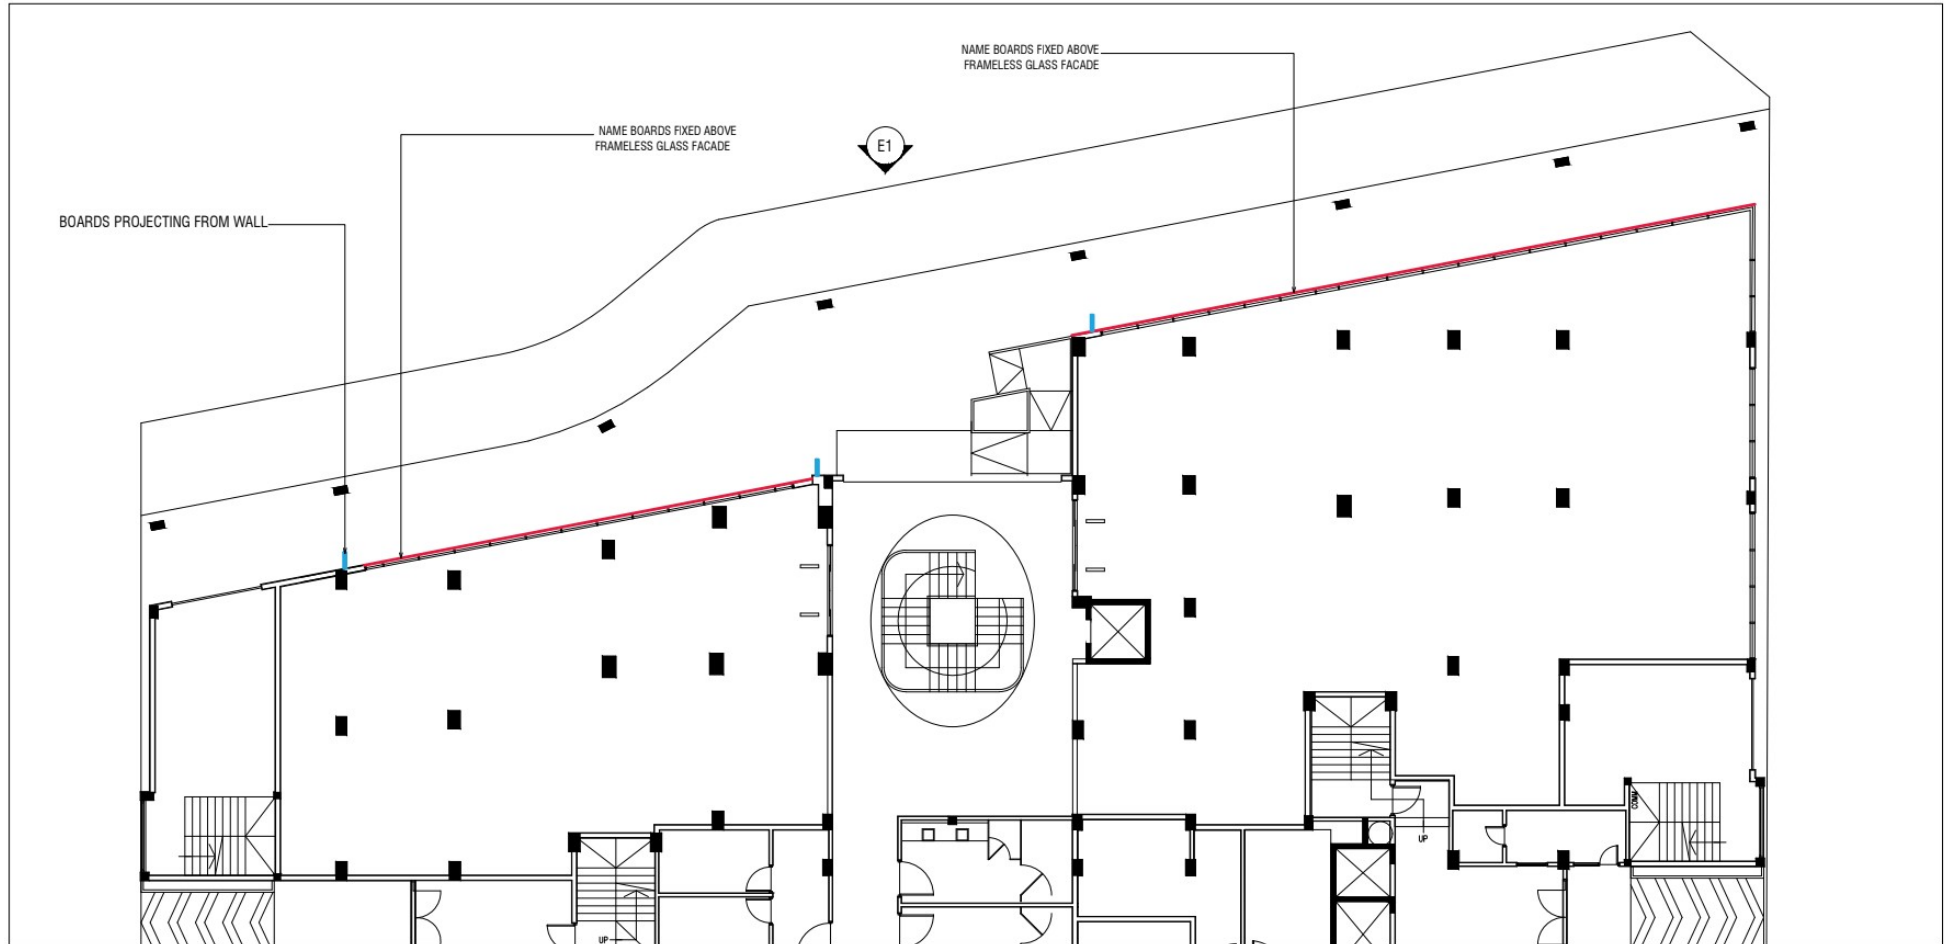 NAME BOARDS FIXED ABOVE
FRAMELESS GLASS FACADE
NAME BOARDS FIXED ABOVE
FRAMELESS GLASS FACADE
E1
BOARDS PROJECTING FROM WALL
COMM.
UP
UP